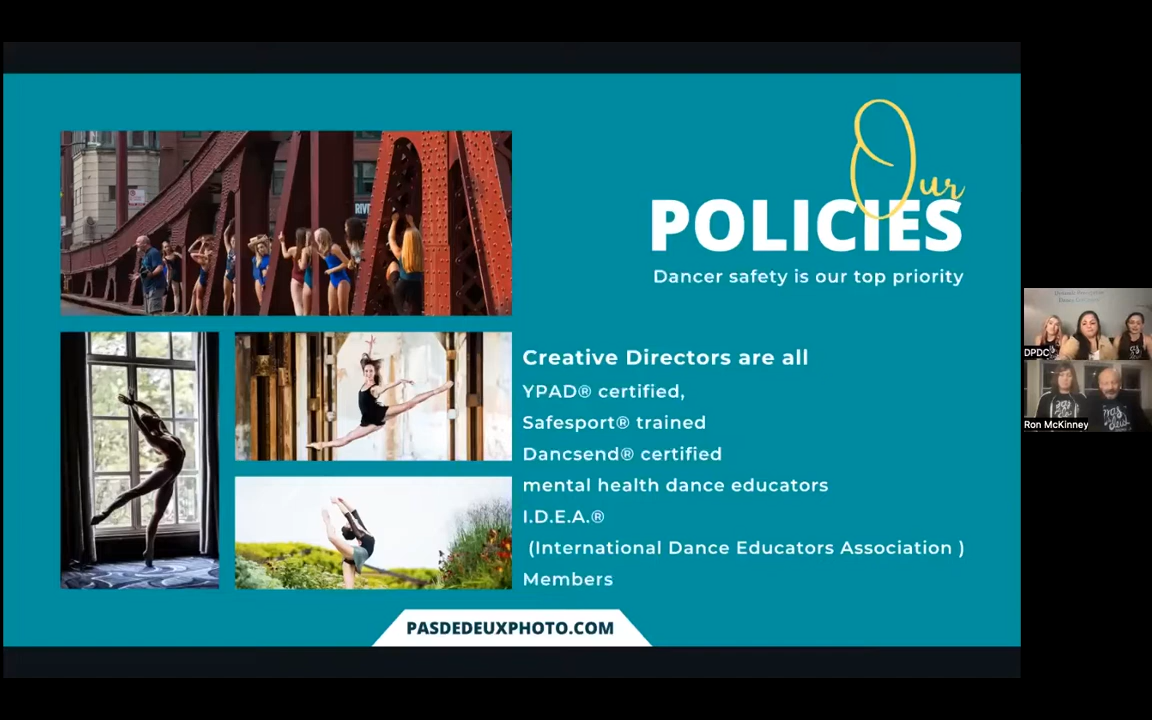 Our
POLICIES
Dancer safety is our top priority
RIVE
Creative Directors are all
YPAD® certified,
Safesport® trained
Dancsend® certified
mental health dance educators
I.D.E.A.®
(International Dance Educators Association )
Members
PASDEDEUXPHOTO.COM
DPDC
Ron McKinney